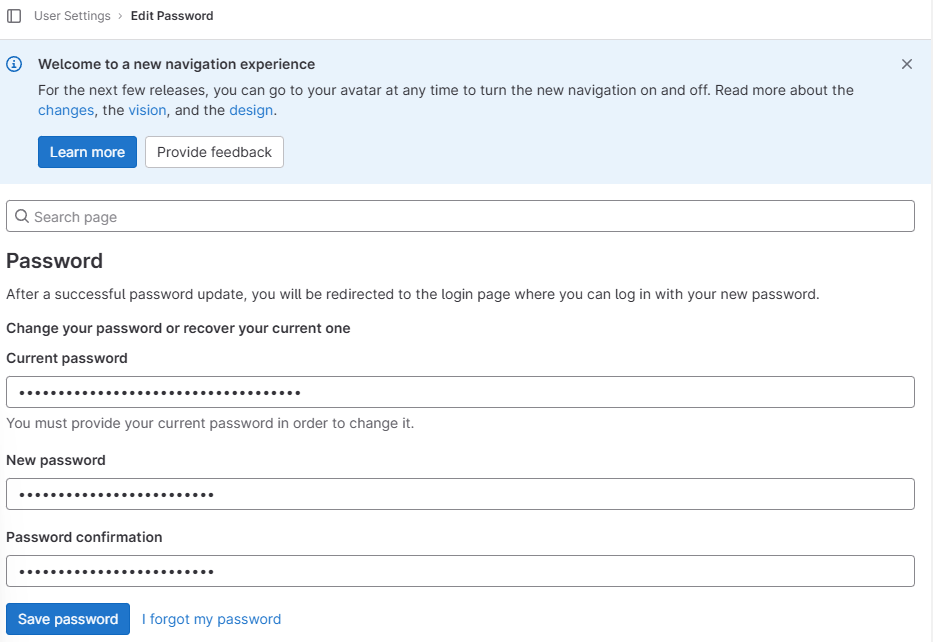 User Settings › Edit Password
Welcome to a new navigation experience
For the next few releases, you can go to your avatar at any time to turn the new navigation on and off. Read more about the
changes, the vision, and the design.
Learn more Provide feedback
Search page
Password
After a successful password update, you will be redirected to the login page where you can log in with your new password.
Change your password or recover your current one
Current password
••••••••••••••••••••••••••••••••••••
You must provide your current password in order to change it.
New password
•••••••••••••••••••••••••
Password confirmation
•••••••••••••••••••••••••
Save password I forgot my password